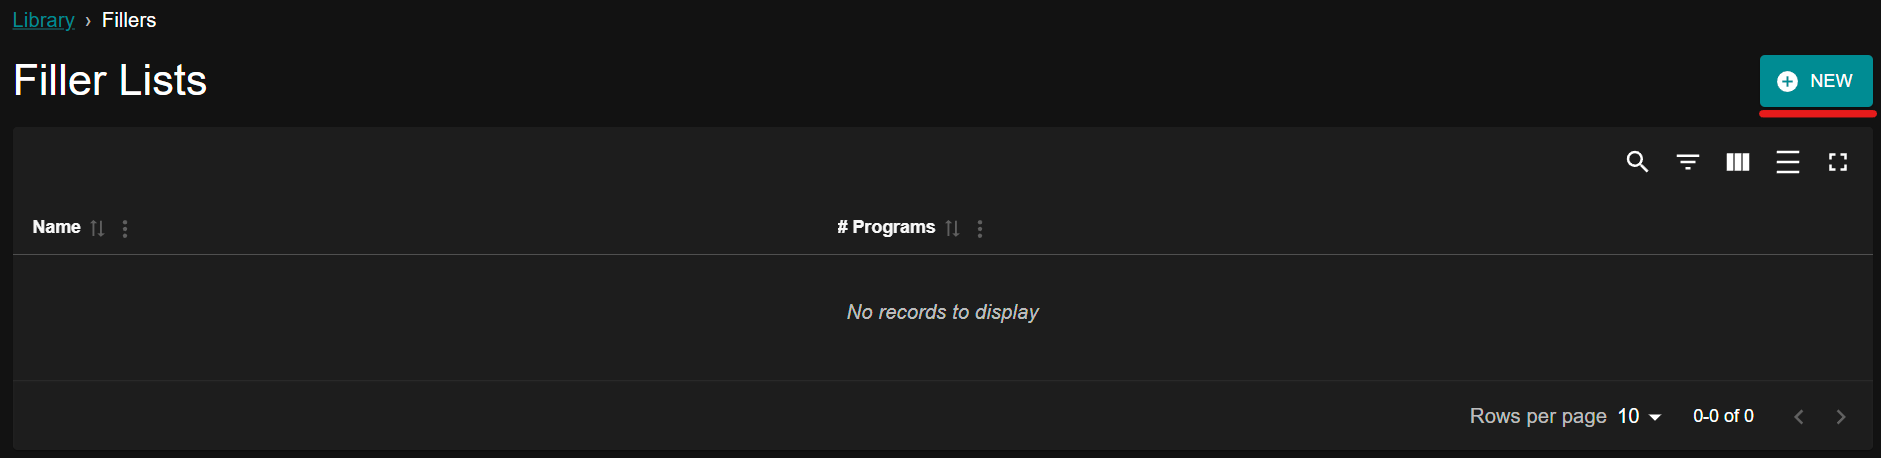 Library › Fillers
Filler Lists
NEW
Name
# Programs
No records to display
Rows per page 10 0-0 of 0